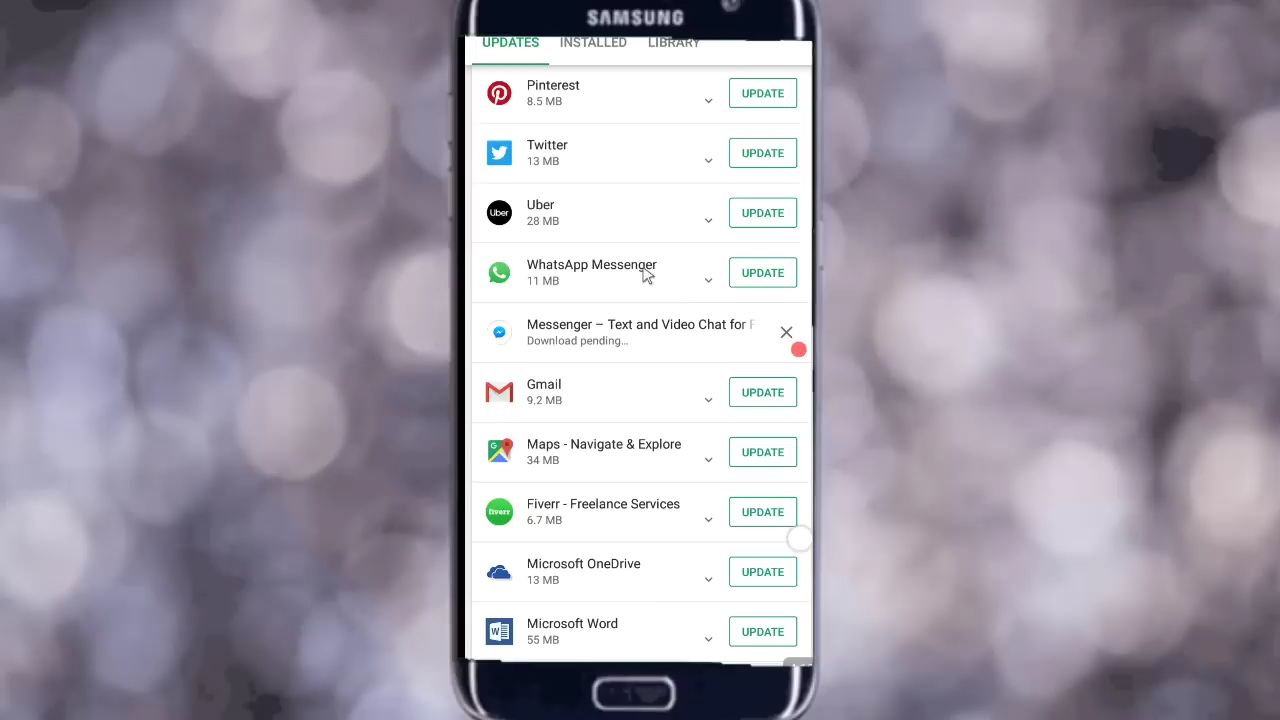 SAMSUNG
UPDATES INSTALLED LIBRARY
Pinterest
8.5 MB
UPDATE
Twitter
13 MB
UPDATE
Uber
Uber
28 MB
UPDATE
WhatsApp Messenger
11 MB
UPDATE
Messenger – Text and Video Chat for F
Download pending...
Gmail
9.2 MB
UPDATE
Maps - Navigate & Explore
34 MB
UPDATE
fiverr
Fiverr - Freelance Services
6.7 MB
UPDATE
Microsoft OneDrive
13 MB
UPDATE
W
Microsoft Word
55 MB
UPDATE